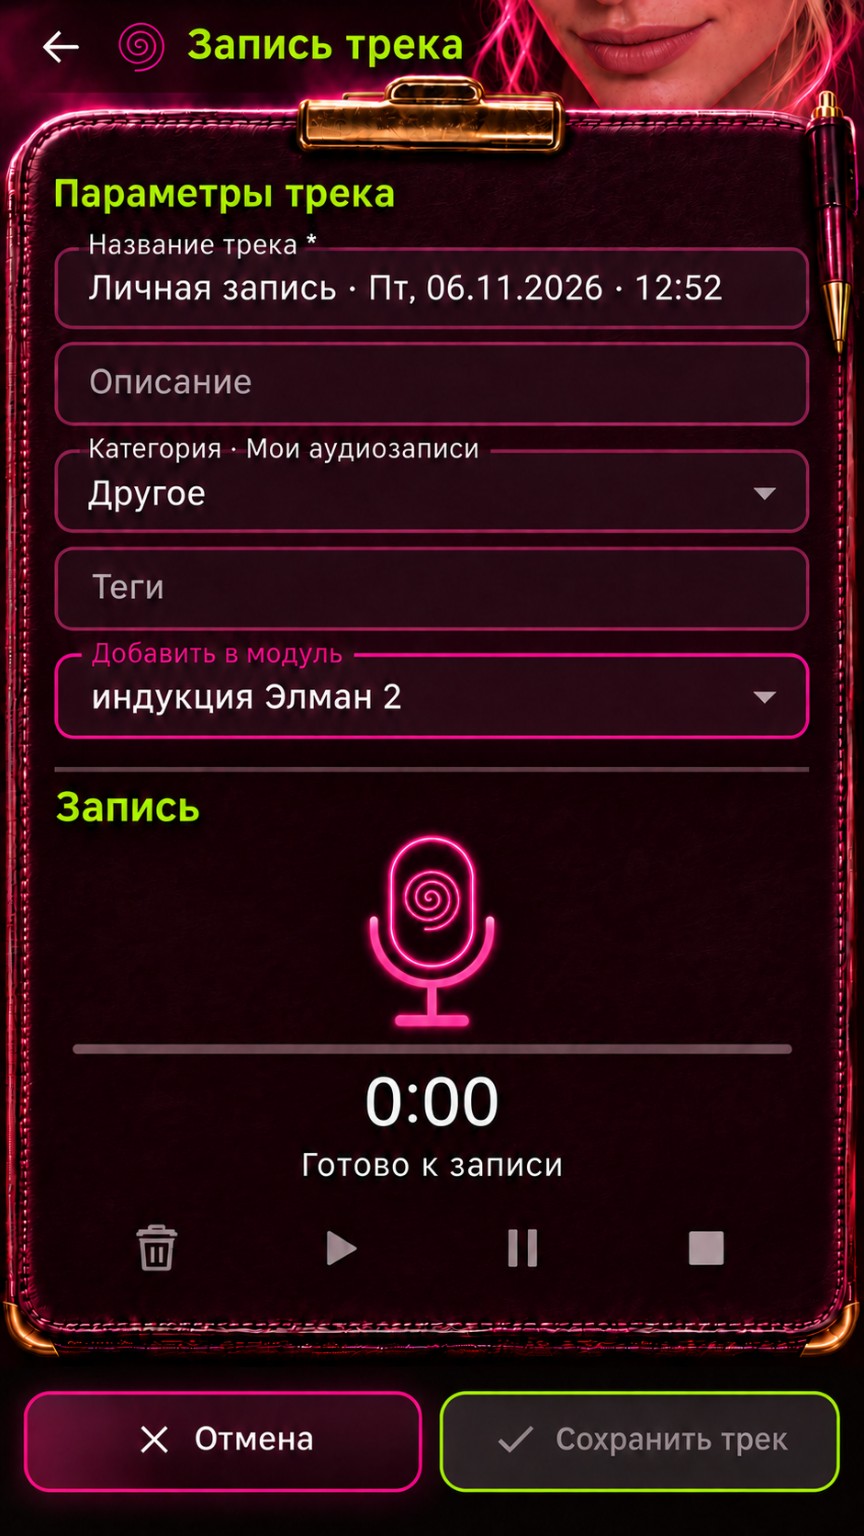 Запись трека
Параметры трека
Название трека *
Личная запись · Пт, 06.11.2026 · 12:52
Описание
Категория · Мои аудиозаписи
Другое
Теги
Добавить в модуль
индукция Элман 2
Запись
0:00
Готово к записи
Отмена
Сохранить трек